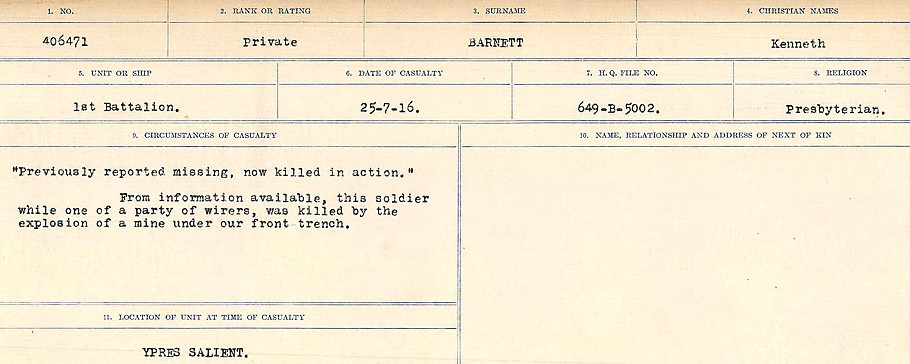 1. NO.
2. RANK OR RATING
3. SURNAME
4. CHRISTIAN NAMES
406471
Private
BARNETT
Kenneth
5. UNIT OR SHIP
6. DATE OF CASUALTY
7. H. Q. FILE NO.
8. RELIGION
1st Battalion.
25-7-16.
649-B-5002.
Presbyterian.
9. CIRCUMSTANCES OF CASUALTY
10. NAME, RELATIONSHIP AND ADDRESS OF NEXT OF KIN
"Previously reported missing, now killed in action."
From information available, this soldier
while one of a party of wirers, was killed by the
explosion of a mine under our front trench.
11. LOCATION OF UNIT AT TIME OF CASUALTY
YPRES SALIENT.